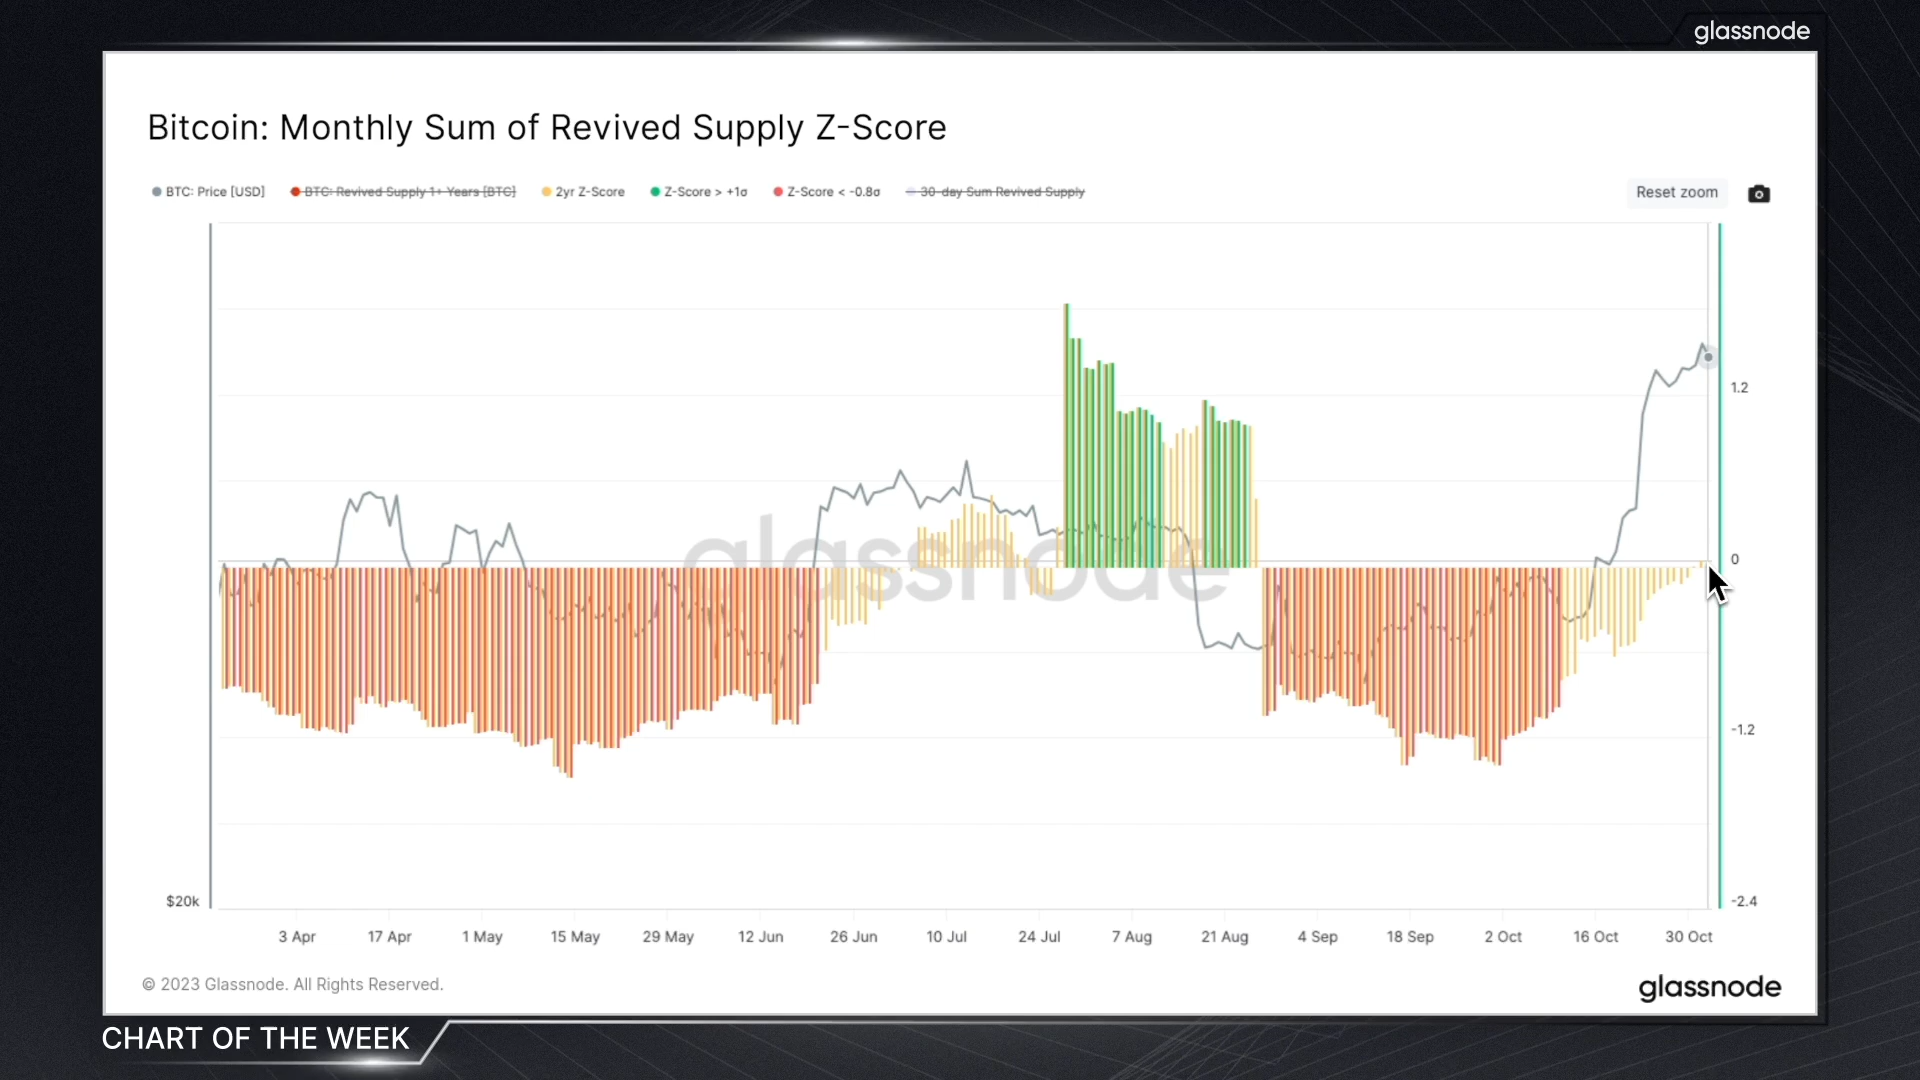 glassnode
Bitcoin: Monthly Sum of Revived Supply Z-Score
BTC: Price [USD] BTC: Revived Supply 1+ Years [BTC] 2yr Z-Score Z-Score > +1σ Z-Score < -0.8σ 30-day Sum Revived Supply
Reset zoom
1.2
glassnode
0
-1.2
$20k
-2.4
3 Apr 17 Apr 1 May 15 May 29 May 12 Jun 26 Jun 10 Jul 24 Jul 7 Aug 21 Aug 4 Sep 18 Sep 2 Oct 16 Oct 30 Oct
© 2023 Glassnode. All Rights Reserved.
glassnode
CHART OF THE WEEK